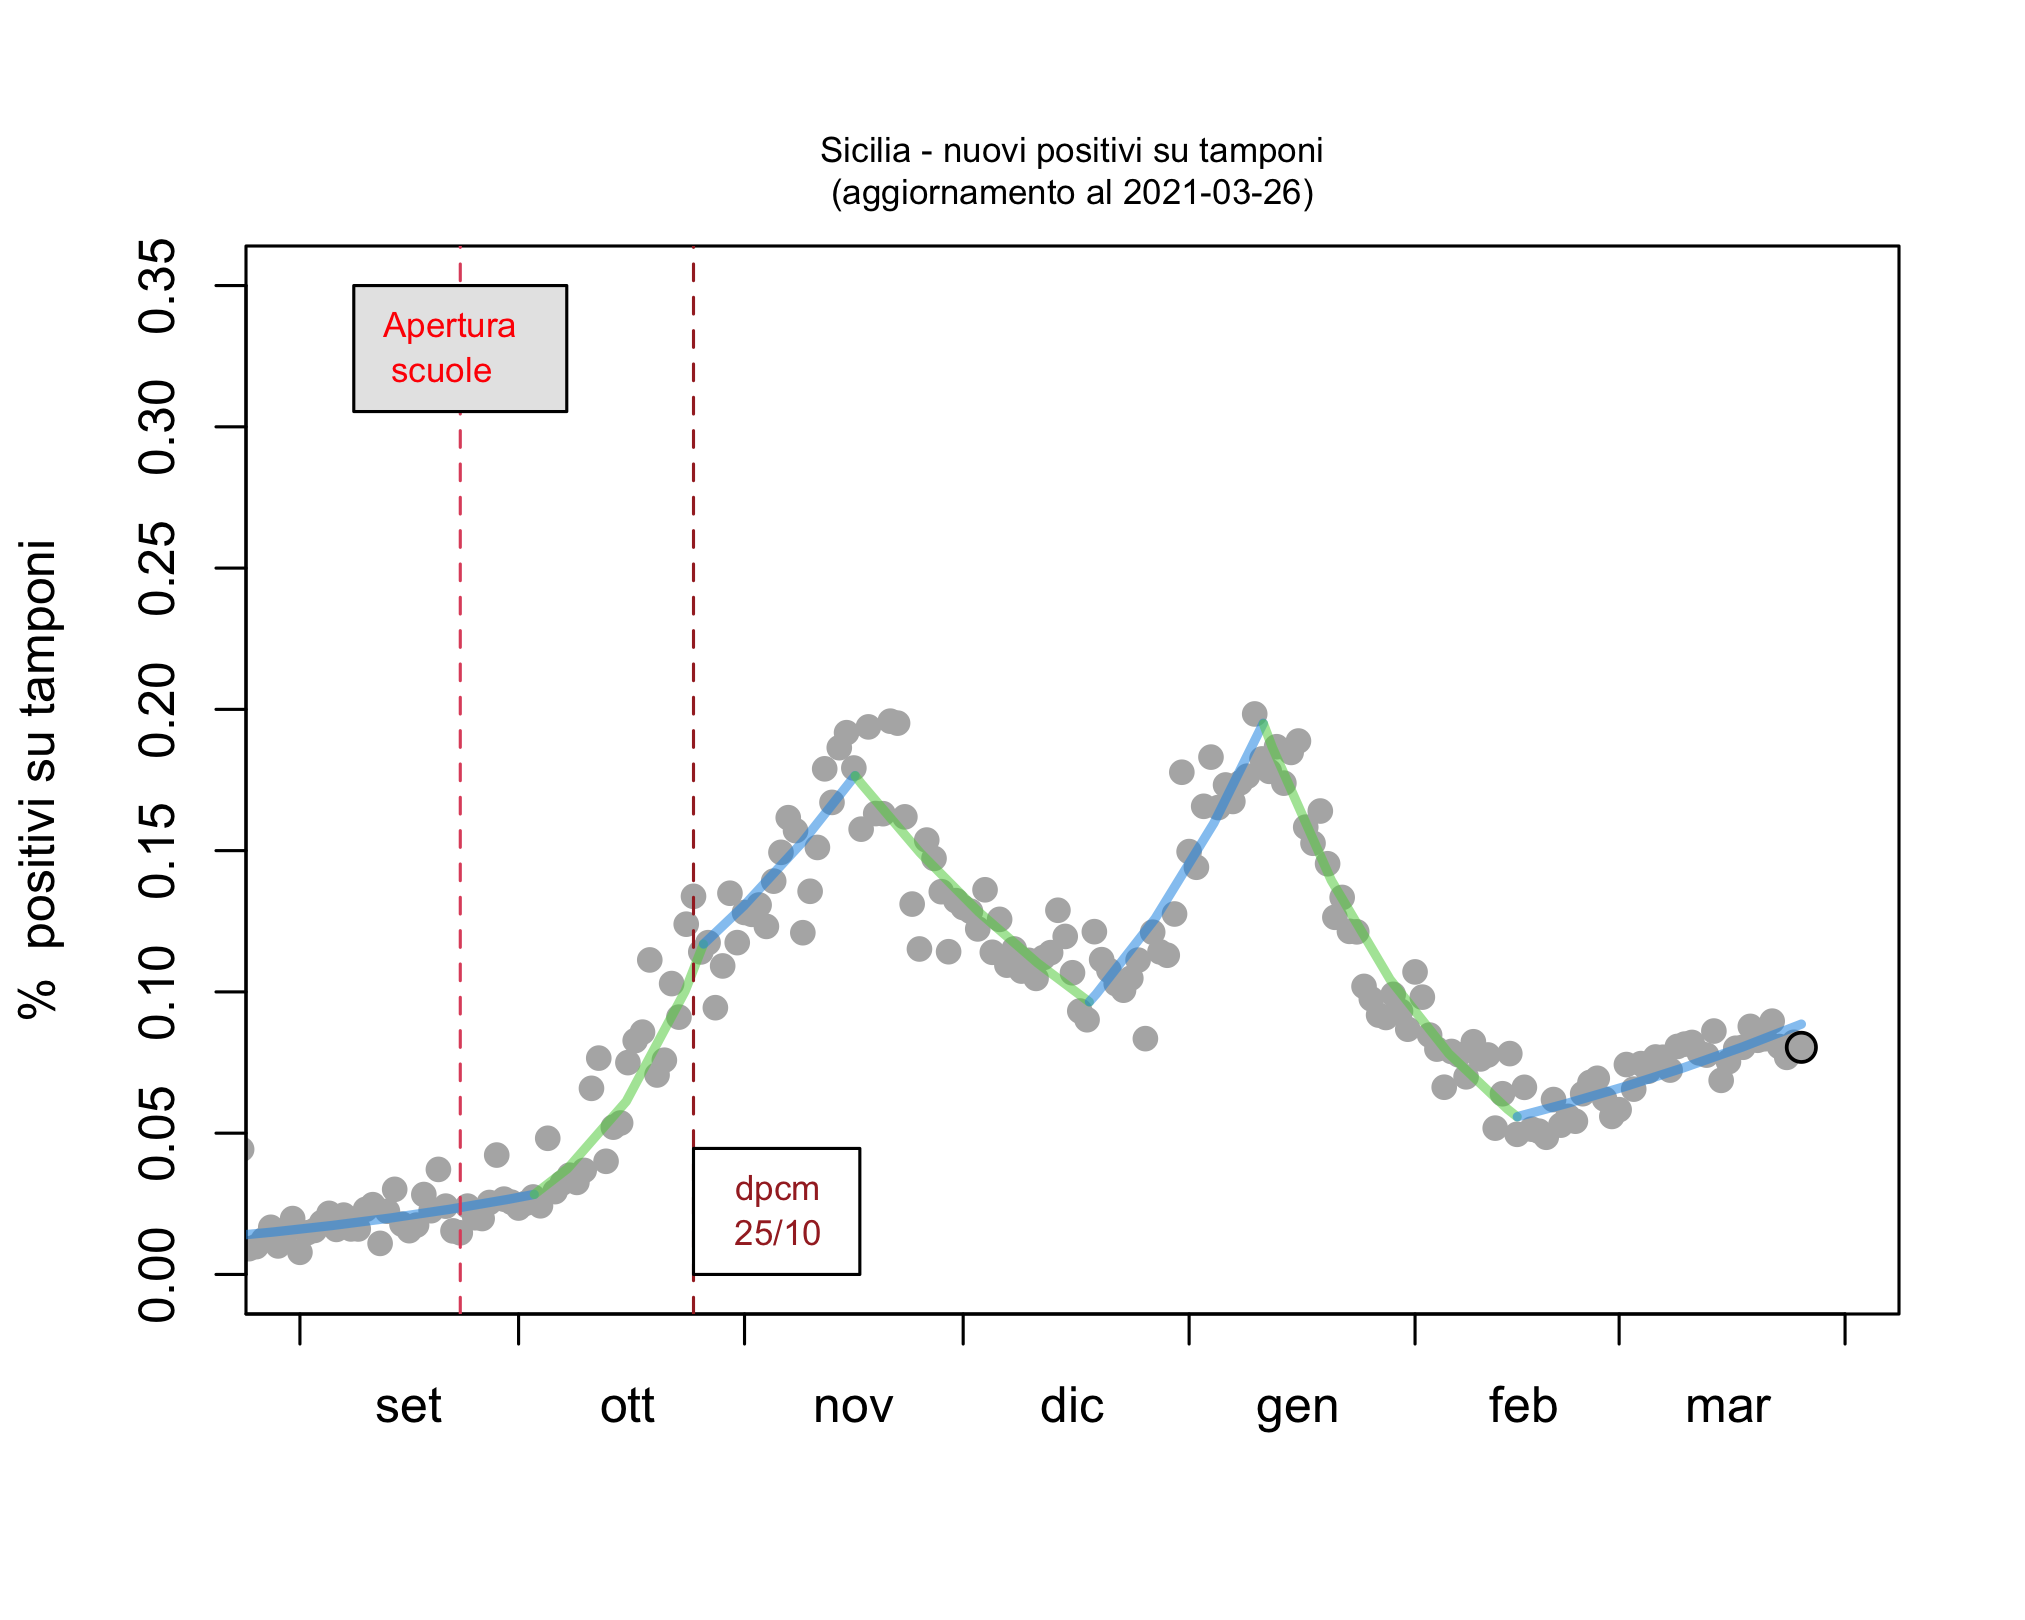 Sicilia - nuovi positivi su tamponi
(aggiornamento al 2021-03-26)
% positivi su tamponi
0.35
0.30
0.25
0.20
0.15
0.10
0.05
0.00
Apertura
scuole
dpcm
25/10
set ott nov dic gen feb mar